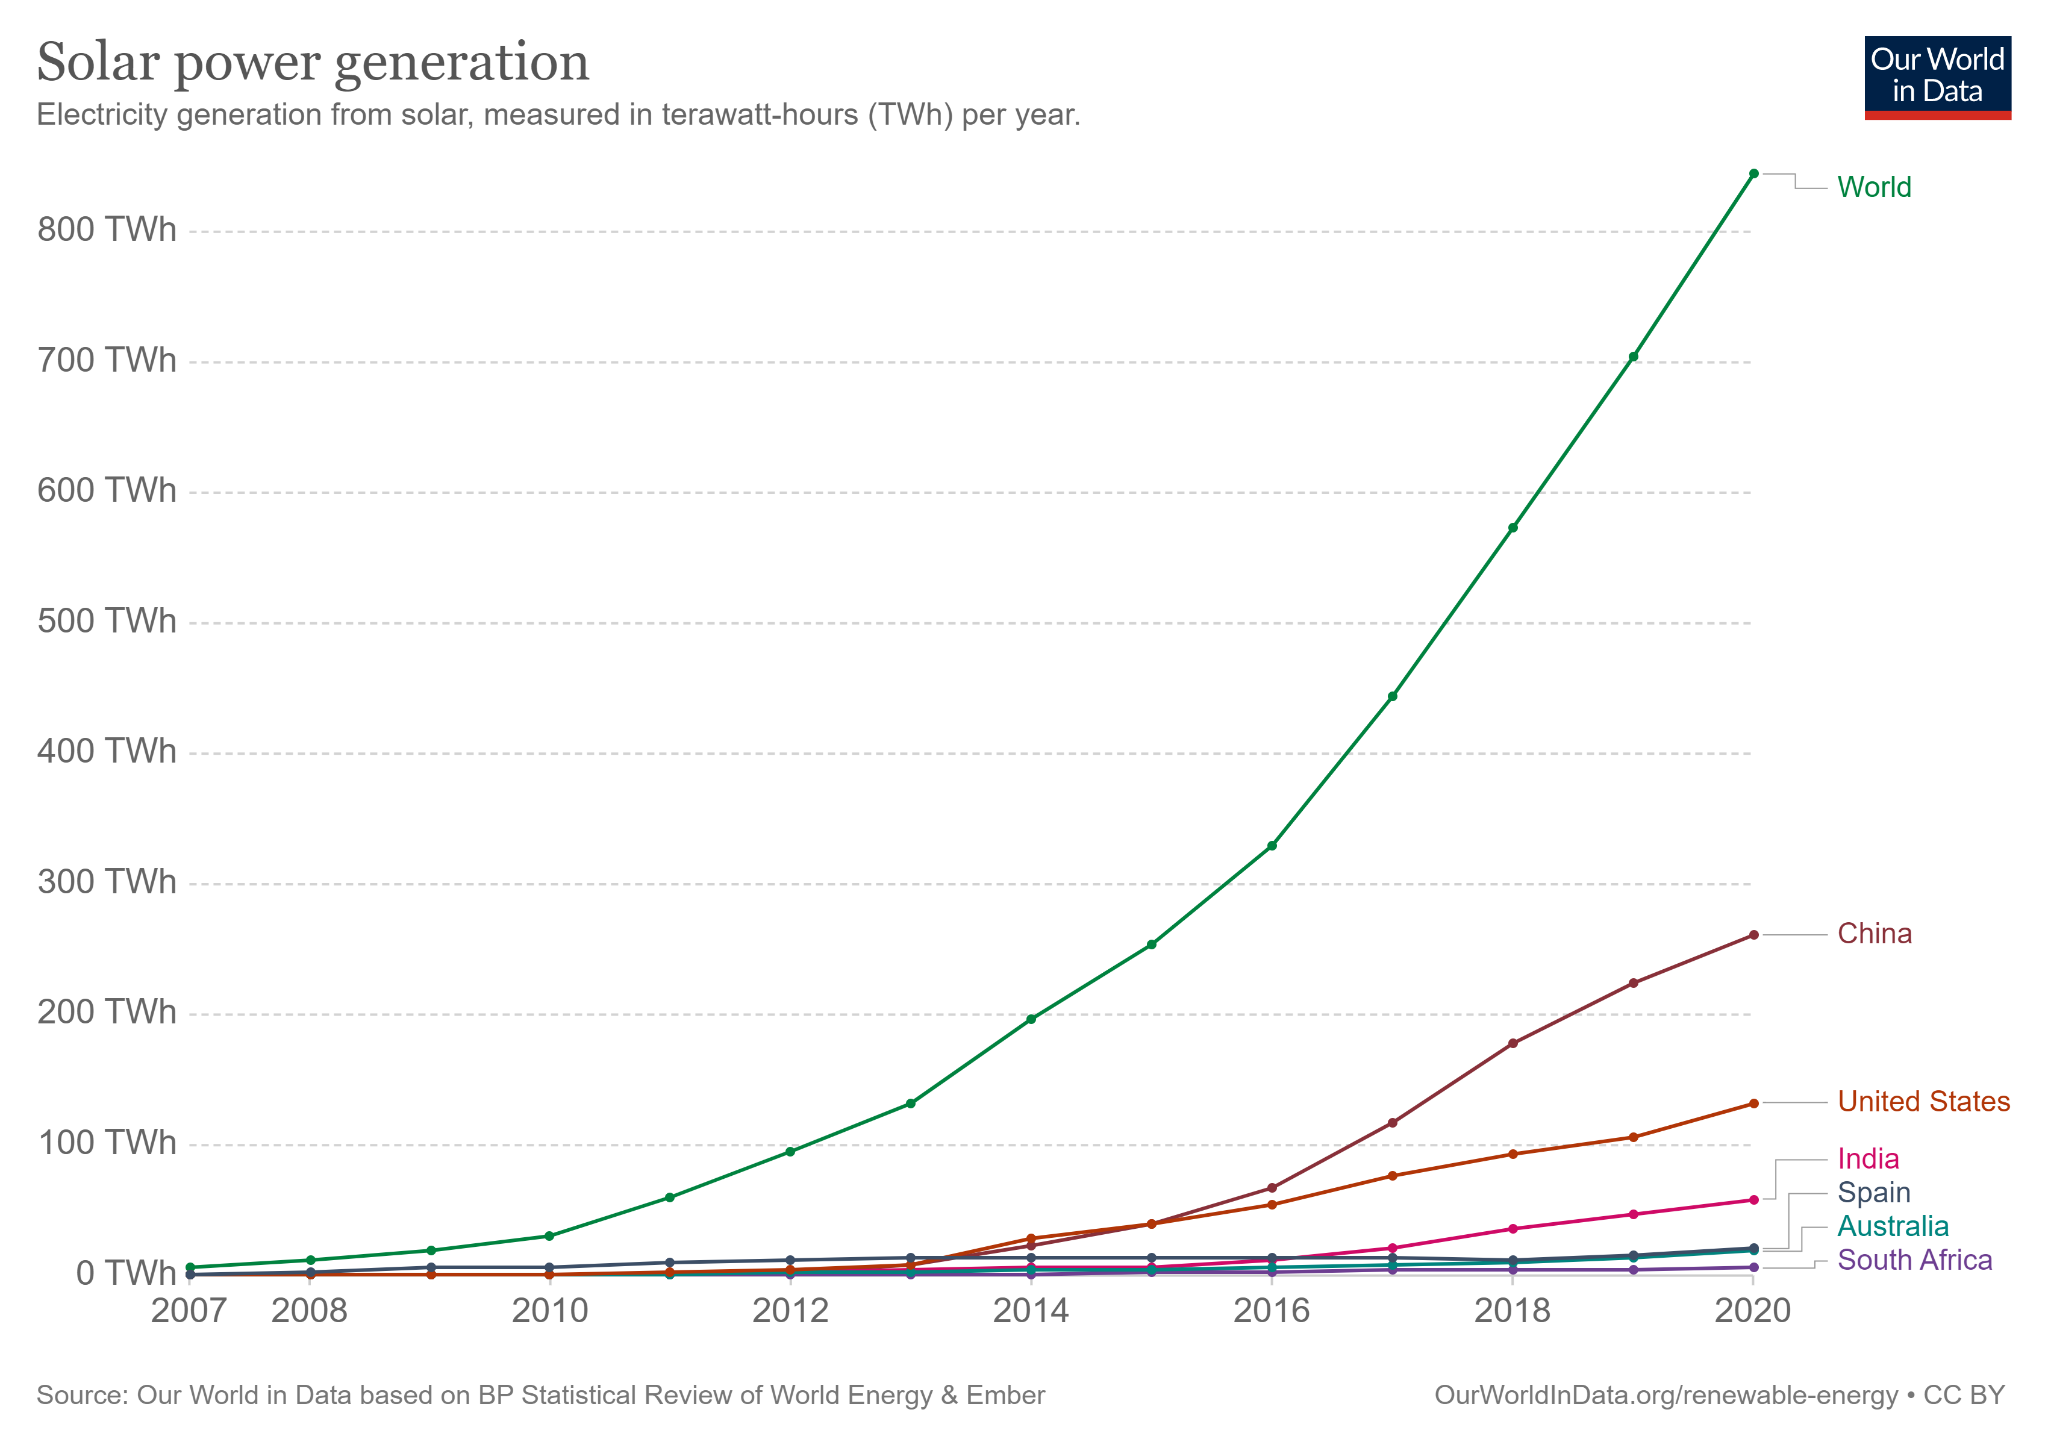 Solar power generation
Electricity generation from solar, measured in terawatt-hours (TWh) per year.
Our World
in Data
800 TWh
700 TWh
600 TWh
500 TWh
400 TWh
300 TWh
200 TWh
100 TWh
0 TWh
World
China
United States
India
Spain
Australia
South Africa
2007 2008 2010 2012 2014 2016 2018 2020
Source: Our World in Data based on BP Statistical Review of World Energy & Ember
OurWorldInData.org/renewable-energy • CC BY